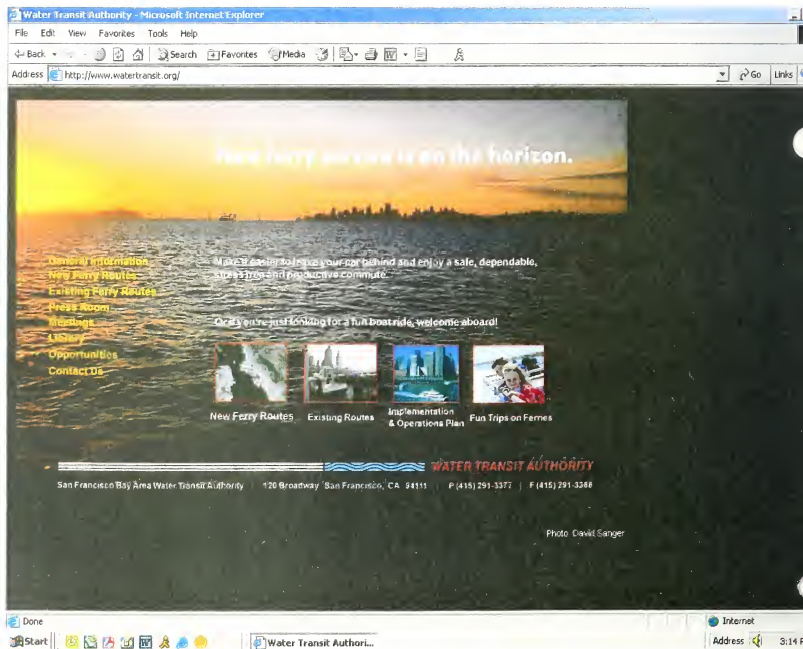 Water Transit Authority - Microsoft Internet Explorer
File Edit View Favorites Tools Help
Back Search Favorites Media
Address http://www.watertransit.org/ Go Links
New ferry service is on the horizon.
General Information
New Ferry Routes
Existing Ferry Routes
Press Room
Meetings
Library
Opportunities
Contact Us
Make it easier to leave your car behind and enjoy a safe, dependable,
stress free and productive commute.
Or if you're just looking for a fun boat ride, welcome aboard!
New Ferry Routes
Existing Routes
Implementation
& Operations Plan
Fun Trips on Ferries
WATER TRANSIT AUTHORITY
San Francisco Bay Area Water Transit Authority 120 Broadway San Francisco, CA 94111 | P (415) 291-3377 | F (415) 291-3388
Photo: David Sanger
Done Internet
Start Water Transit Authori... Address 3:14 P